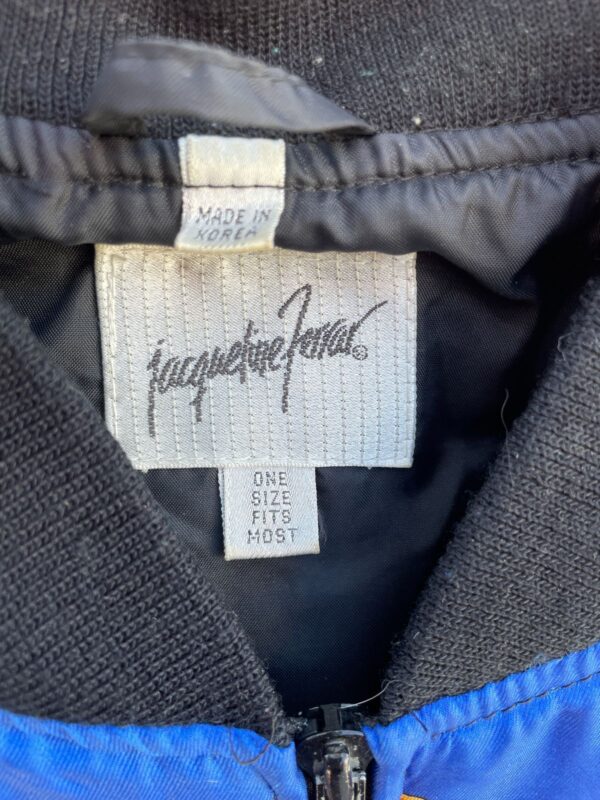 MADE IN
KOREA
jacqueline ferrar®
ONE
SIZE
FITS
MOST